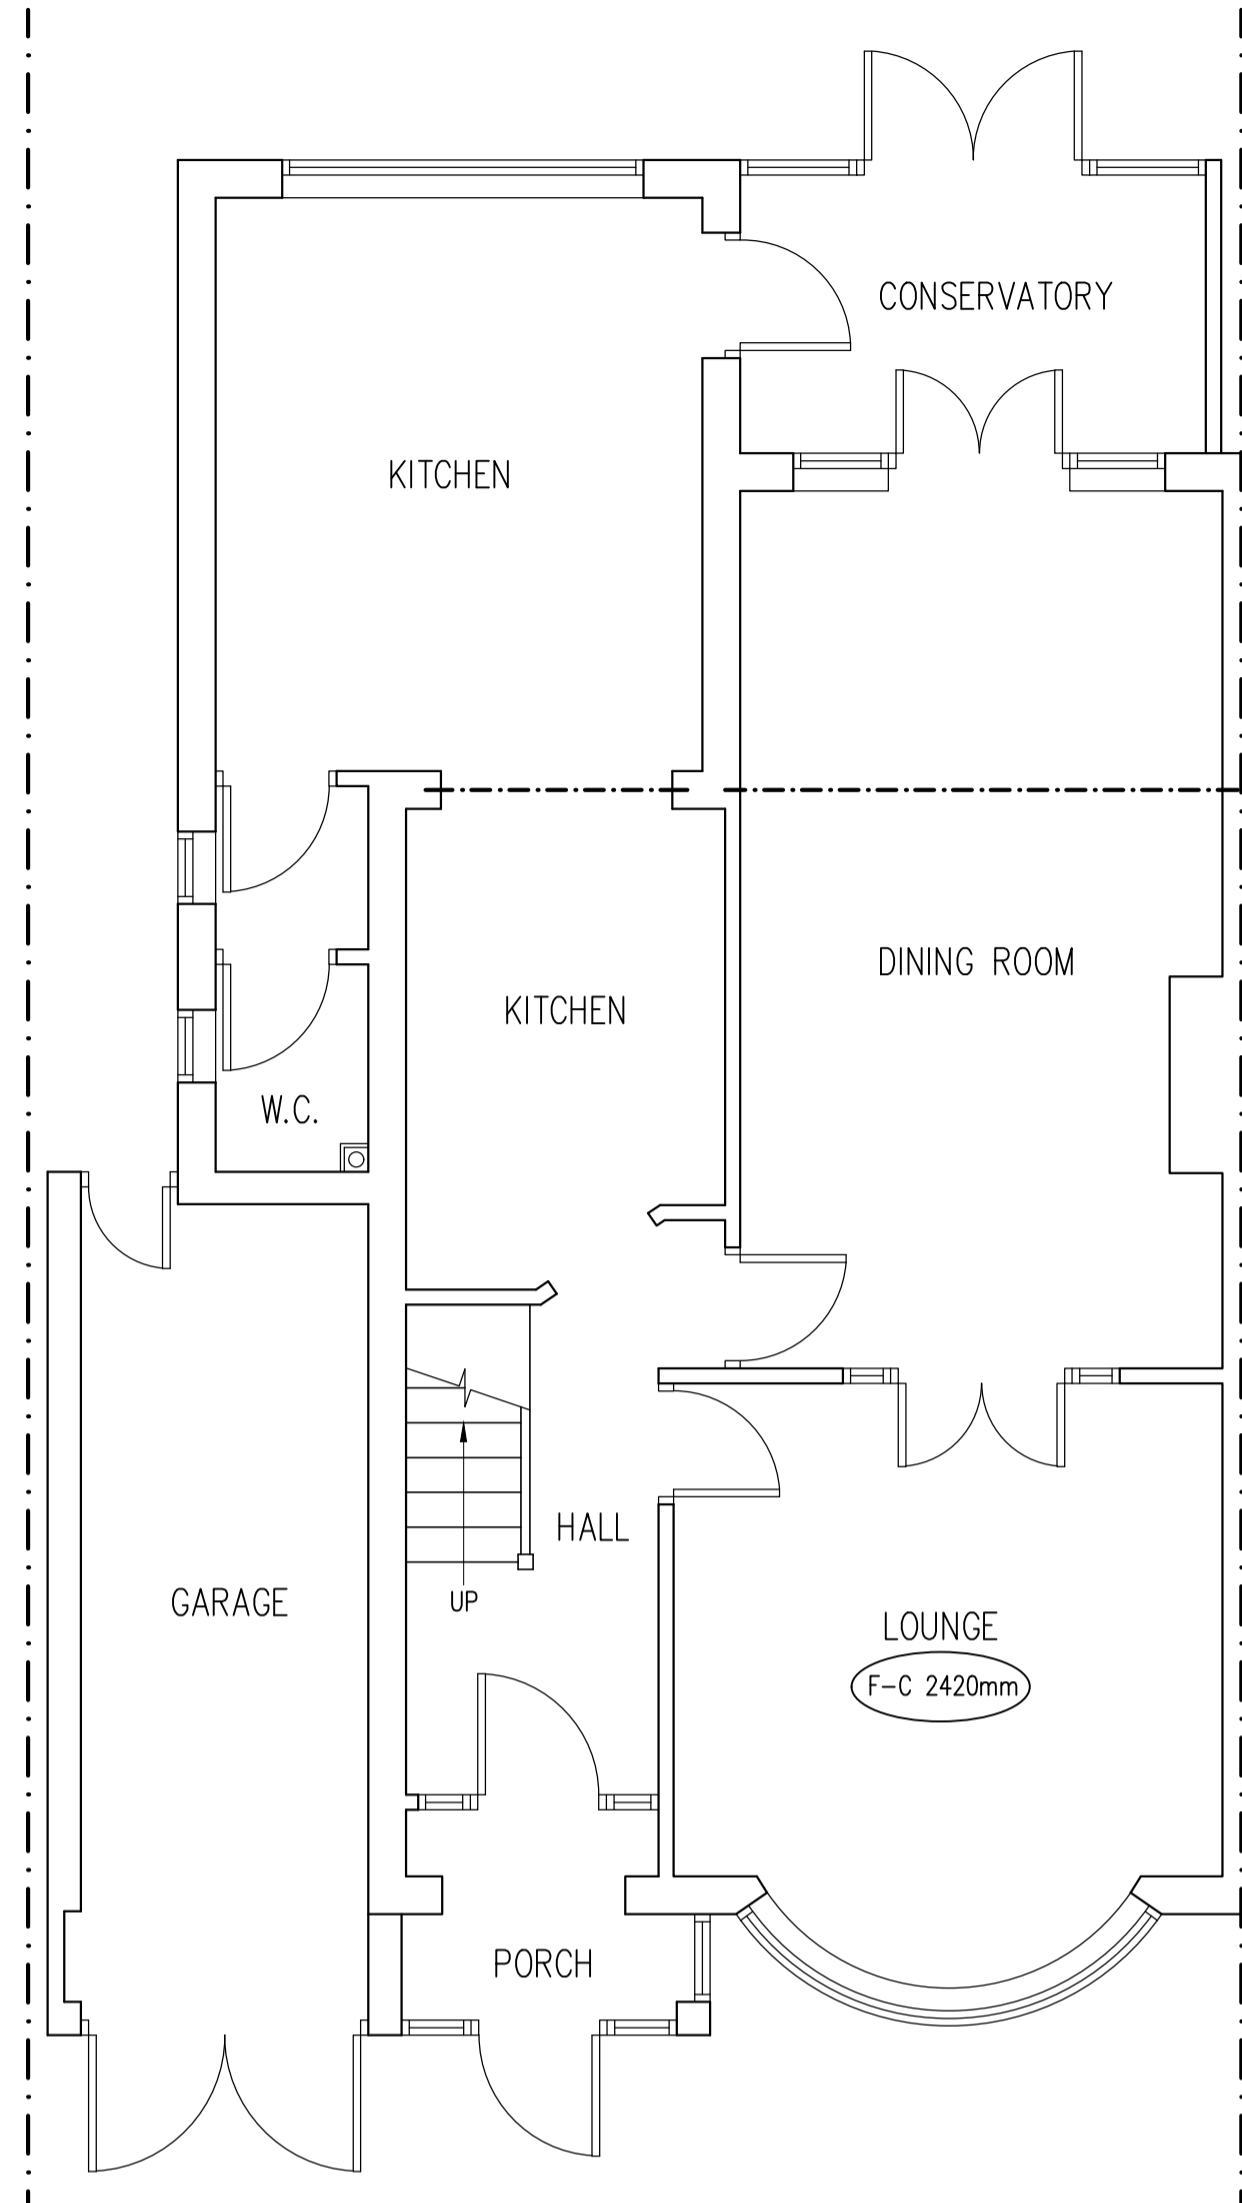 CONSERVATORY
KITCHEN
DINING ROOM
KITCHEN
W.C.
HALL
UP
GARAGE
LOUNGE
F-C 2420mm
PORCH